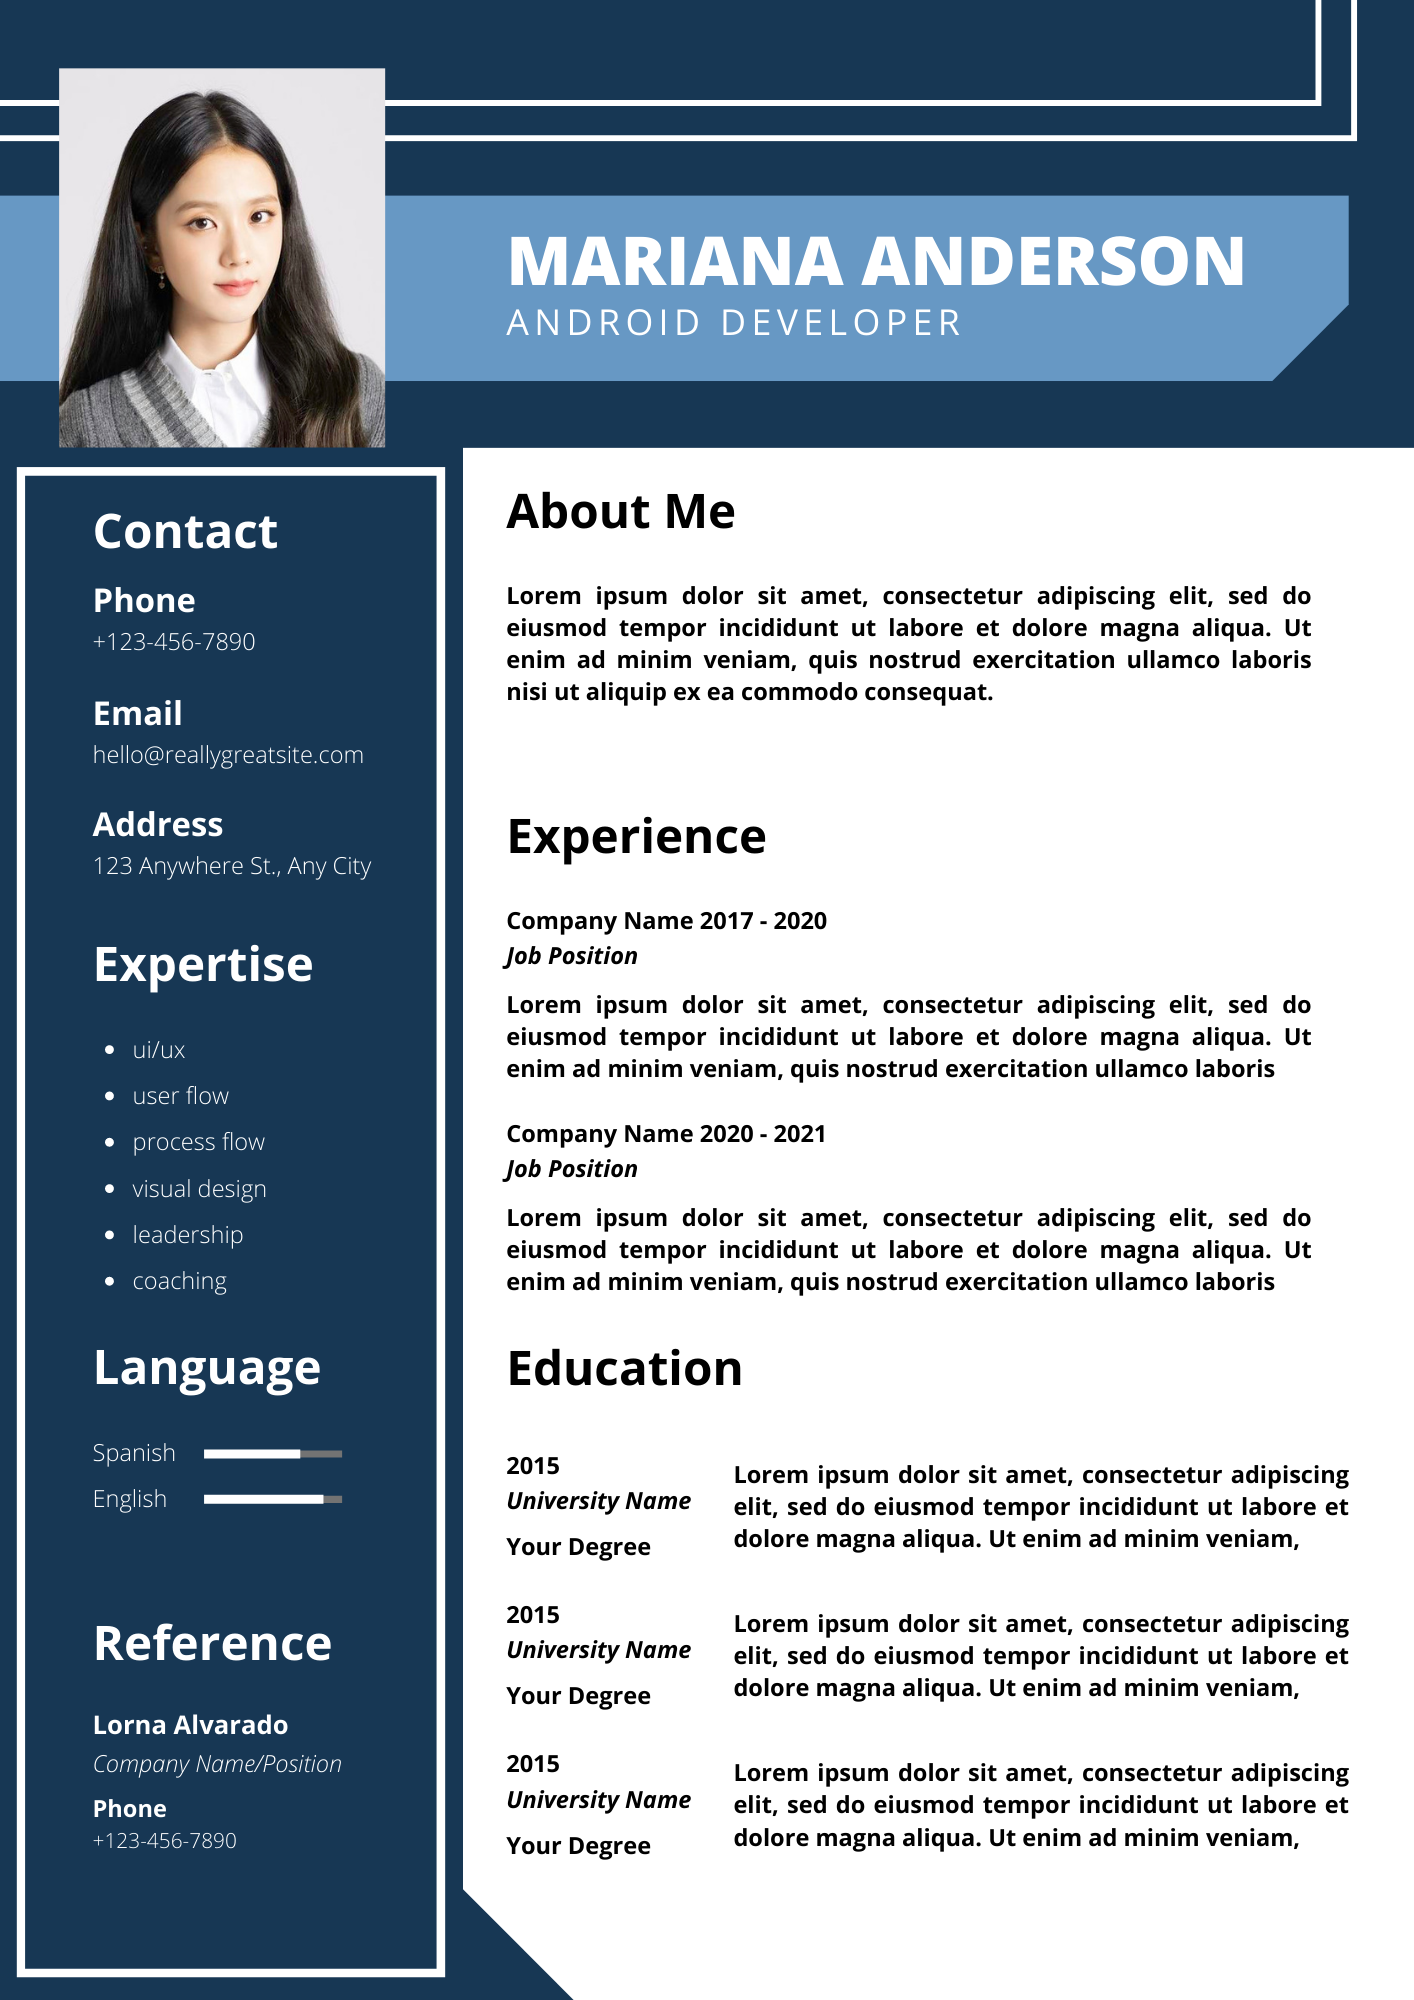 MARIANA ANDERSON
ANDROID DEVELOPER
Contact
Phone
+123-456-7890
Email
hello@reallygreatsite.com
Address
123 Anywhere St., Any City
Expertise
ui/ux
user flow
process flow
visual design
leadership
coaching
Language
Spanish
English
Reference
Lorna Alvarado
Company Name/Position
Phone
+123-456-7890
About Me
Lorem ipsum dolor sit amet, consectetur adipiscing elit, sed do
eiusmod tempor incididunt ut labore et dolore magna aliqua. Ut
enim ad minim veniam, quis nostrud exercitation ullamco laboris
nisi ut aliquip ex ea commodo consequat.
Experience
Company Name 2017 - 2020
Job Position
Lorem ipsum dolor sit amet, consectetur adipiscing elit, sed do
eiusmod tempor incididunt ut labore et dolore magna aliqua. Ut
enim ad minim veniam, quis nostrud exercitation ullamco laboris
Company Name 2020 - 2021
Job Position
Lorem ipsum dolor sit amet, consectetur adipiscing elit, sed do
eiusmod tempor incididunt ut labore et dolore magna aliqua. Ut
enim ad minim veniam, quis nostrud exercitation ullamco laboris
Education
2015
University Name
Your Degree
Lorem ipsum dolor sit amet, consectetur adipiscing
elit, sed do eiusmod tempor incididunt ut labore et
dolore magna aliqua. Ut enim ad minim veniam,
2015
University Name
Your Degree
Lorem ipsum dolor sit amet, consectetur adipiscing
elit, sed do eiusmod tempor incididunt ut labore et
dolore magna aliqua. Ut enim ad minim veniam,
2015
University Name
Your Degree
Lorem ipsum dolor sit amet, consectetur adipiscing
elit, sed do eiusmod tempor incididunt ut labore et
dolore magna aliqua. Ut enim ad minim veniam,